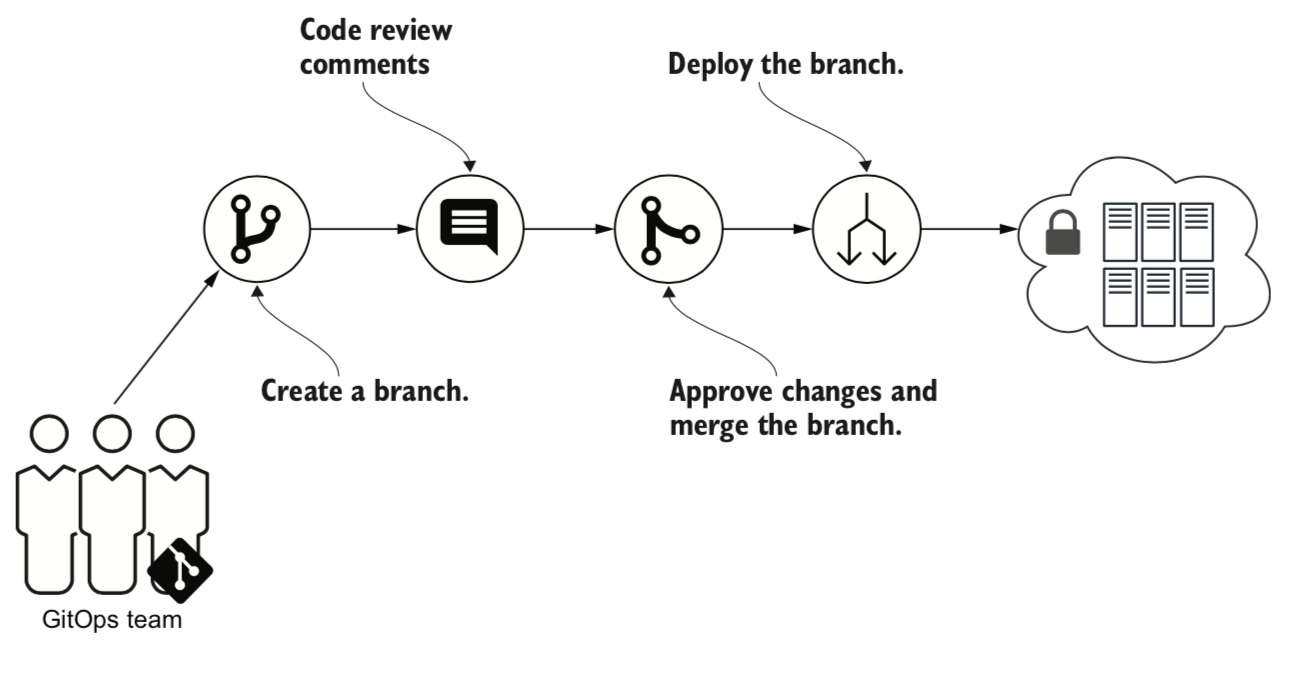 Code review
comments
Deploy the branch.
Create a branch.
Approve changes and
merge the branch.
GitOps team